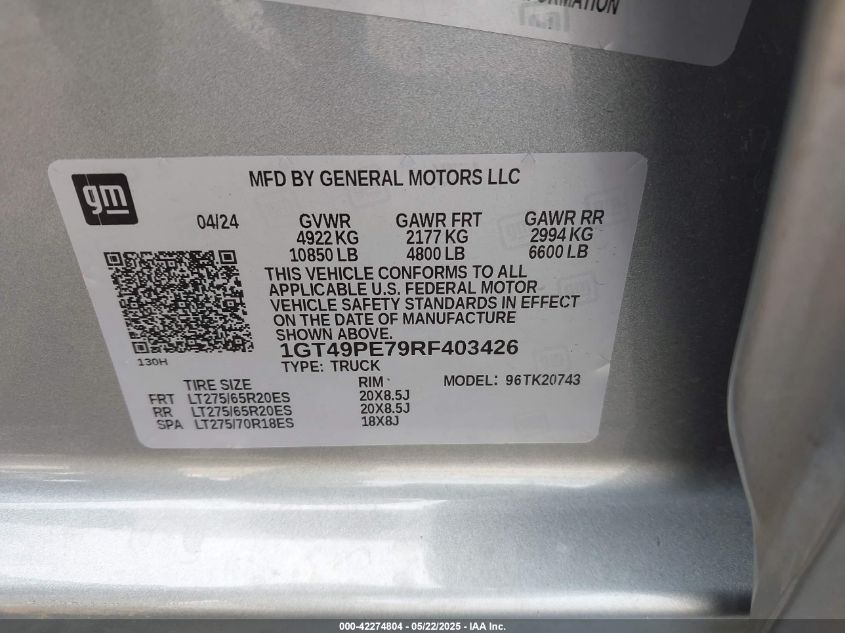 FORMATION
gm
MFD BY GENERAL MOTORS LLC
04/24 GVWR GAWR FRT GAWR RR
4922 KG 2177 KG 2994 KG
10850 LB 4800 LB 6600 LB
THIS VEHICLE CONFORMS TO ALL
APPLICABLE U.S. FEDERAL MOTOR
VEHICLE SAFETY STANDARDS IN EFFECT
ON THE DATE OF MANUFACTURE
SHOWN ABOVE.
130H
1GT49PE79RF403426
TYPE: TRUCK
TIRE SIZE RIM MODEL: 96TK20743
FRT LT275/65R20ES 20X8.5J
RR LT275/65R20ES 20X8.5J
SPA LT275/70R18ES 18X8J
000-42274804 - 05/22/2025 - IAA Inc.